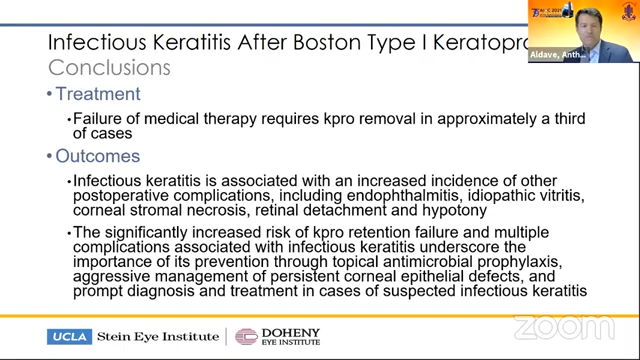 Infectious Keratitis After Boston Type I Keratopro
Conclusions
• Treatment
• Failure of medical therapy requires kpro removal in approximately a third
of cases
• Outcomes
• Infectious keratitis is associated with an increased incidence of other
postoperative complications, including endophthalmitis, idiopathic vitritis,
corneal stromal necrosis, retinal detachment and hypotony
• The significantly increased risk of kpro retention failure and multiple
complications associated with infectious keratitis underscore the
importance of its prevention through topical antimicrobial prophylaxis,
aggressive management of persistent corneal epithelial defects, and
prompt diagnosis and treatment in cases of suspected infectious keratitis
Aldave, Anth...
UCLA Stein Eye Institute
DOHENY
EYE INSTITUTE
zoom